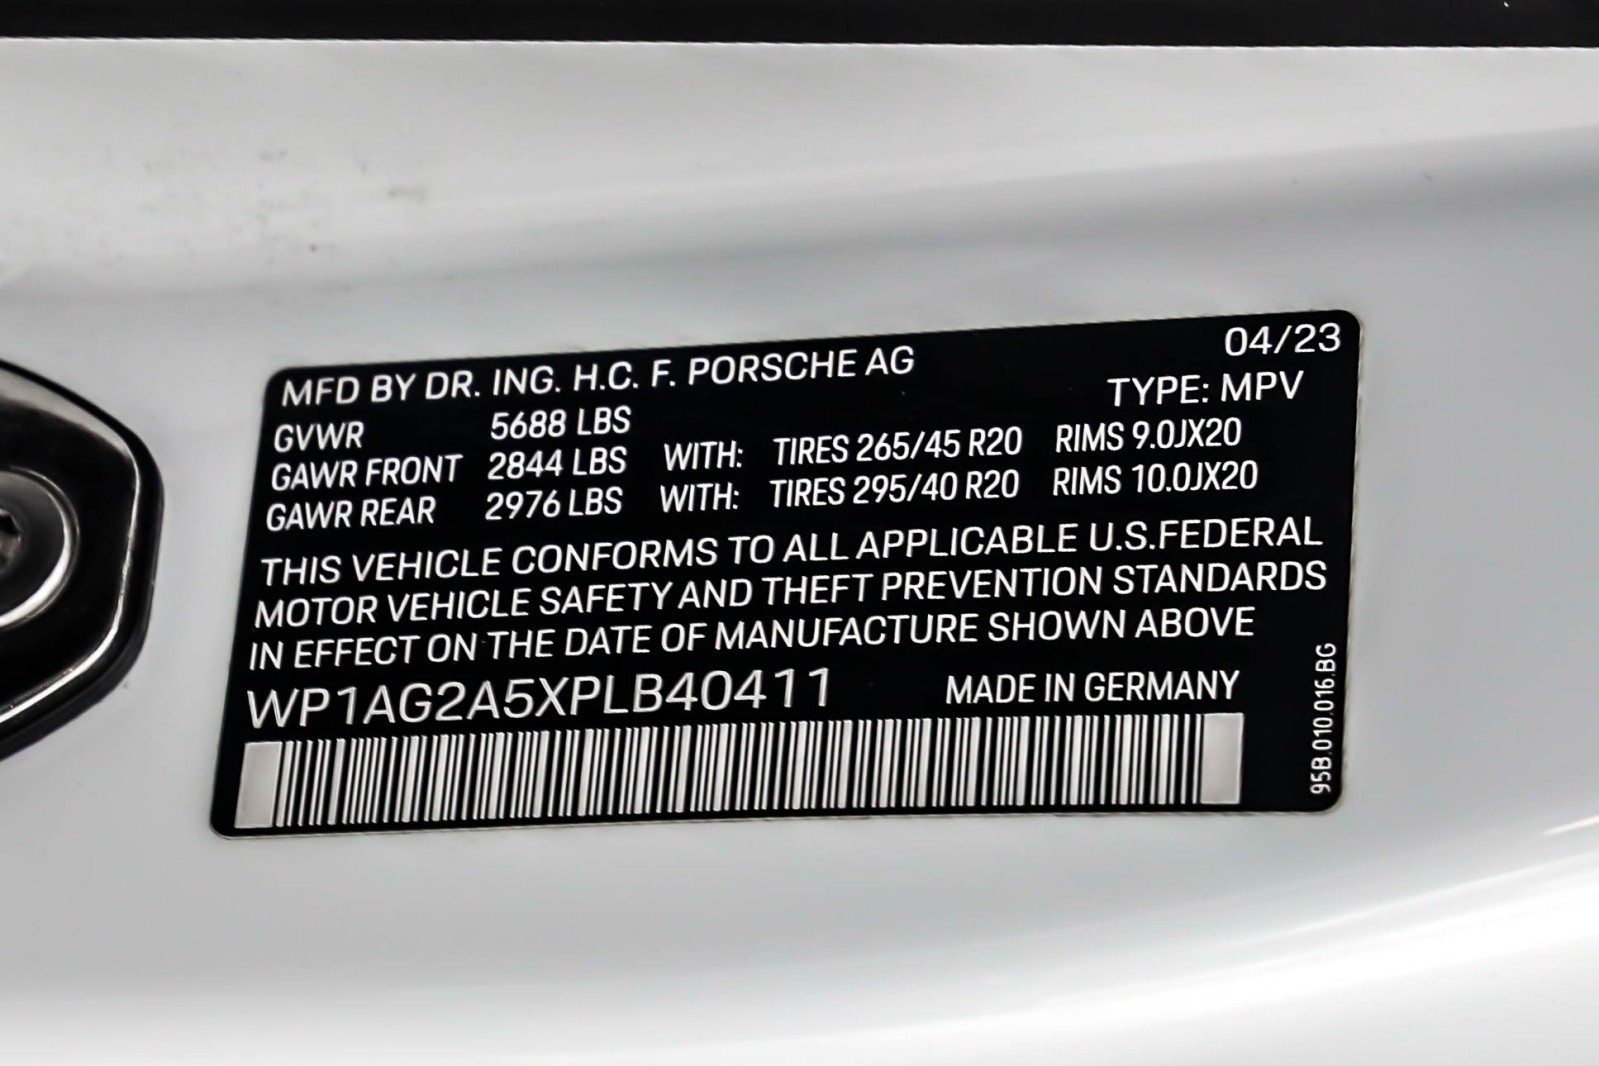 MFD BY DR. ING. H.C. F. PORSCHE AG 04/23
TYPE: MPV
GVWR 5688 LBS
GAWR FRONT 2844 LBS WITH: TIRES 265/45 R20 RIMS 9.0JX20
GAWR REAR 2976 LBS WITH: TIRES 295/40 R20 RIMS 10.0JX20
THIS VEHICLE CONFORMS TO ALL APPLICABLE U.S.FEDERAL
MOTOR VEHICLE SAFETY AND THEFT PREVENTION STANDARDS
IN EFFECT ON THE DATE OF MANUFACTURE SHOWN ABOVE
WP1AG2A5XPLB40411 MADE IN GERMANY
95B.010.016.BG